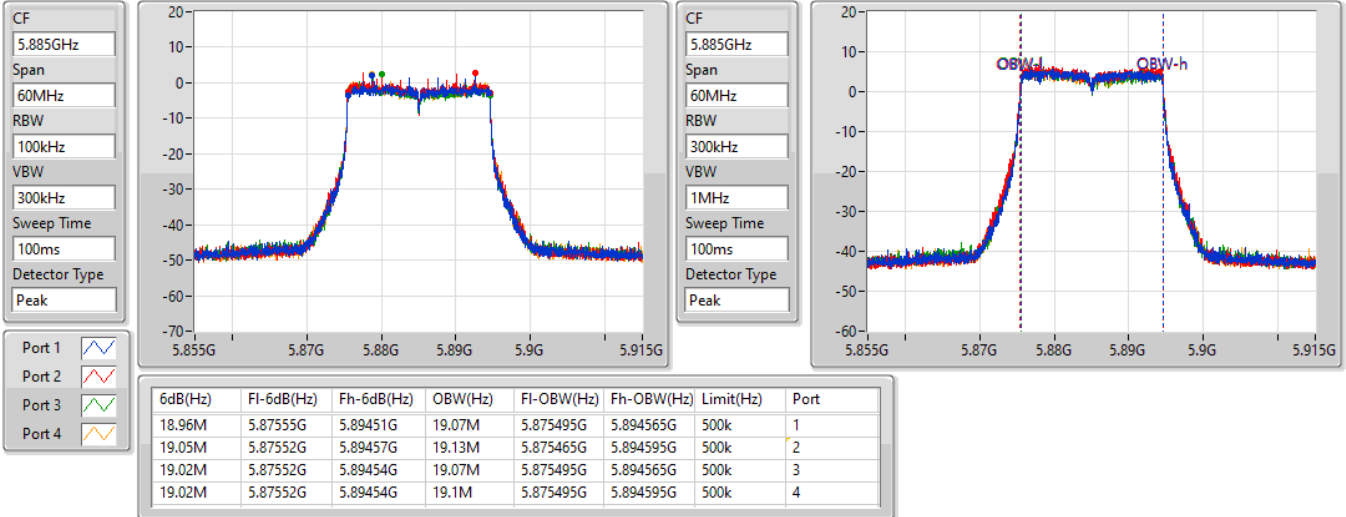 CF
5.885GHz
Span
60MHz
RBW
100kHz
VBW
300kHz
Sweep Time
100ms
Detector Type
Peak
20
10
0
-10
-20
-30
-40
-50
-60
-70
5.855G 5.87G 5.88G 5.89G 5.9G 5.915G
CF
5.885GHz
Span
60MHz
RBW
300kHz
VBW
1MHz
Sweep Time
100ms
Detector Type
Peak
20
10
0
-10
-20
-30
-40
-50
-60
OBW-l OBW-h
5.855G 5.87G 5.88G 5.89G 5.9G 5.915G
Port 1
Port 2
Port 3
Port 4
6dB(Hz) Fl-6dB(Hz) Fh-6dB(Hz) OBW(Hz) Fl-OBW(Hz) Fh-OBW(Hz) Limit(Hz) Port
18.96M 5.87555G 5.89451G 19.07M 5.875495G 5.894565G 500k 1
19.05M 5.87552G 5.89457G 19.13M 5.875465G 5.894595G 500k 2
19.02M 5.87552G 5.89454G 19.07M 5.875495G 5.894565G 500k 3
19.02M 5.87552G 5.89454G 19.1M 5.875495G 5.894595G 500k 4